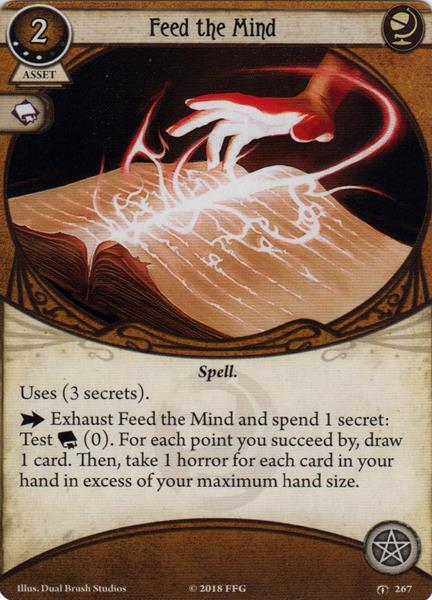 Feed the Mind
2
ASSET
Spell.
Uses (3 secrets).
Exhaust Feed the Mind and spend 1 secret:
Test (0). For each point you succeed by, draw
1 card. Then, take 1 horror for each card in your
hand in excess of your maximum hand size.
Illus. Dual Brush Studios
© 2018 FFG
267